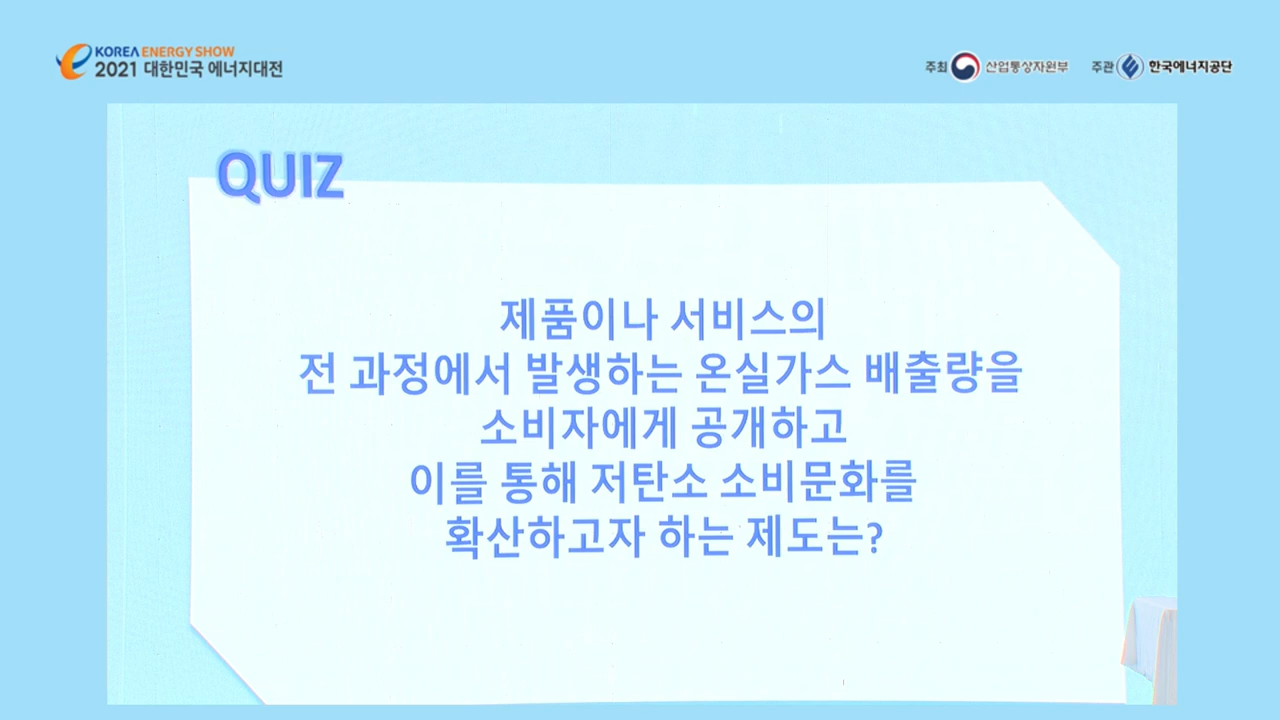 KOREA ENERGY SHOW
2021 대한민국 에너지대전
주최 산업통상자원부 주관 한국에너지공단
QUIZ
제품이나 서비스의
전 과정에서 발생하는 온실가스 배출량을
소비자에게 공개하고
이를 통해 저탄소 소비문화를
확산하고자 하는 제도는?